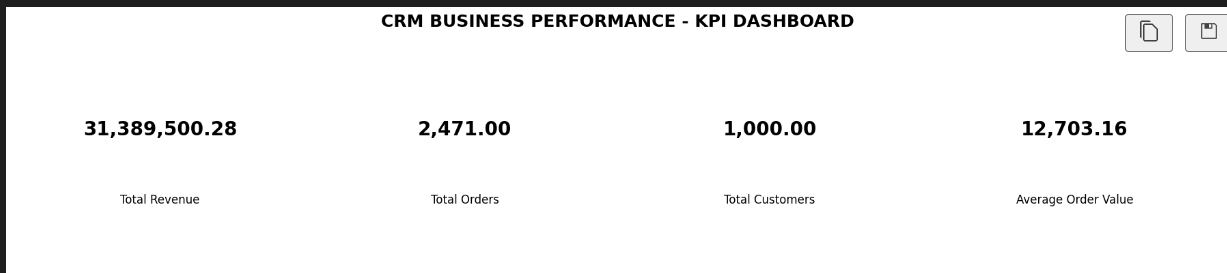 CRM BUSINESS PERFORMANCE - KPI DASHBOARD
31,389,500.28 2,471.00 1,000.00 12,703.16
Total Revenue Total Orders Total Customers Average Order Value